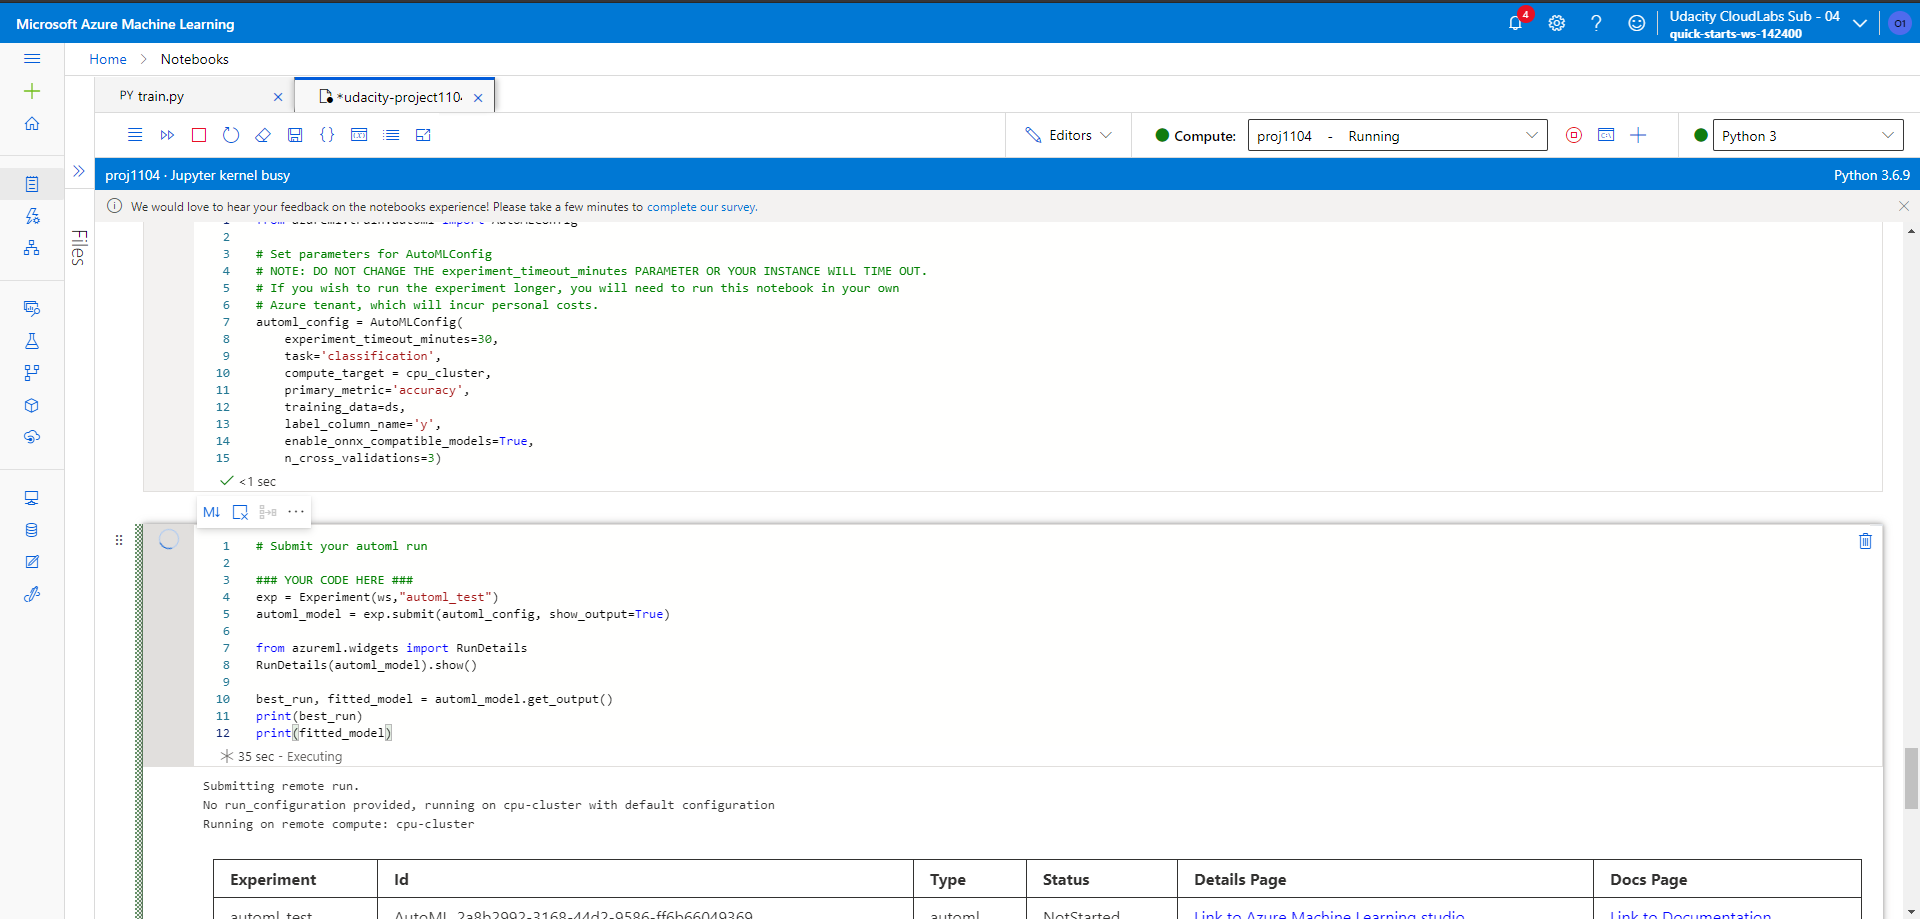 Microsoft Azure Machine Learning
4
Udacity CloudLabs Sub - 04
quick-starts-ws-142400
O1
Home > Notebooks
PY train.py
*udacity-project110
Editors
Compute: proj1104 - Running
Python 3
proj1104 · Jupyter kernel busy
Python 3.6.9
We would love to hear your feedback on the notebooks experience! Please take a few minutes to complete our survey.
Files
1 from azureml.train.automl import AutoMLConfig
2
3 # Set parameters for AutoMLConfig
4 # NOTE: DO NOT CHANGE THE experiment_timeout_minutes PARAMETER OR YOUR INSTANCE WILL TIME OUT.
5 # If you wish to run the experiment longer, you will need to run this notebook in your own
6 # Azure tenant, which will incur personal costs.
7 automl_config = AutoMLConfig(
8     experiment_timeout_minutes=30,
9     task='classification',
10     compute_target = cpu_cluster,
11     primary_metric='accuracy',
12     training_data=ds,
13     label_column_name='y',
14     enable_onnx_compatible_models=True,
15     n_cross_validations=3)
<1 sec
M↓
1 # Submit your automl run
2
3 ### YOUR CODE HERE ###
4 exp = Experiment(ws,"automl_test")
5 automl_model = exp.submit(automl_config, show_output=True)
6
7 from azureml.widgets import RunDetails
8 RunDetails(automl_model).show()
9
10 best_run, fitted_model = automl_model.get_output()
11 print(best_run)
12 print(fitted_model)
35 sec - Executing
Submitting remote run.
No run_configuration provided, running on cpu-cluster with default configuration
Running on remote compute: cpu-cluster
Experiment Id Type Status Details Page Docs Page
automl_test AutoML_2a8b2992-3168-44d2-9586-ff6b66049369 automl NotStarted Link to Azure Machine Learning studio Link to Documentation